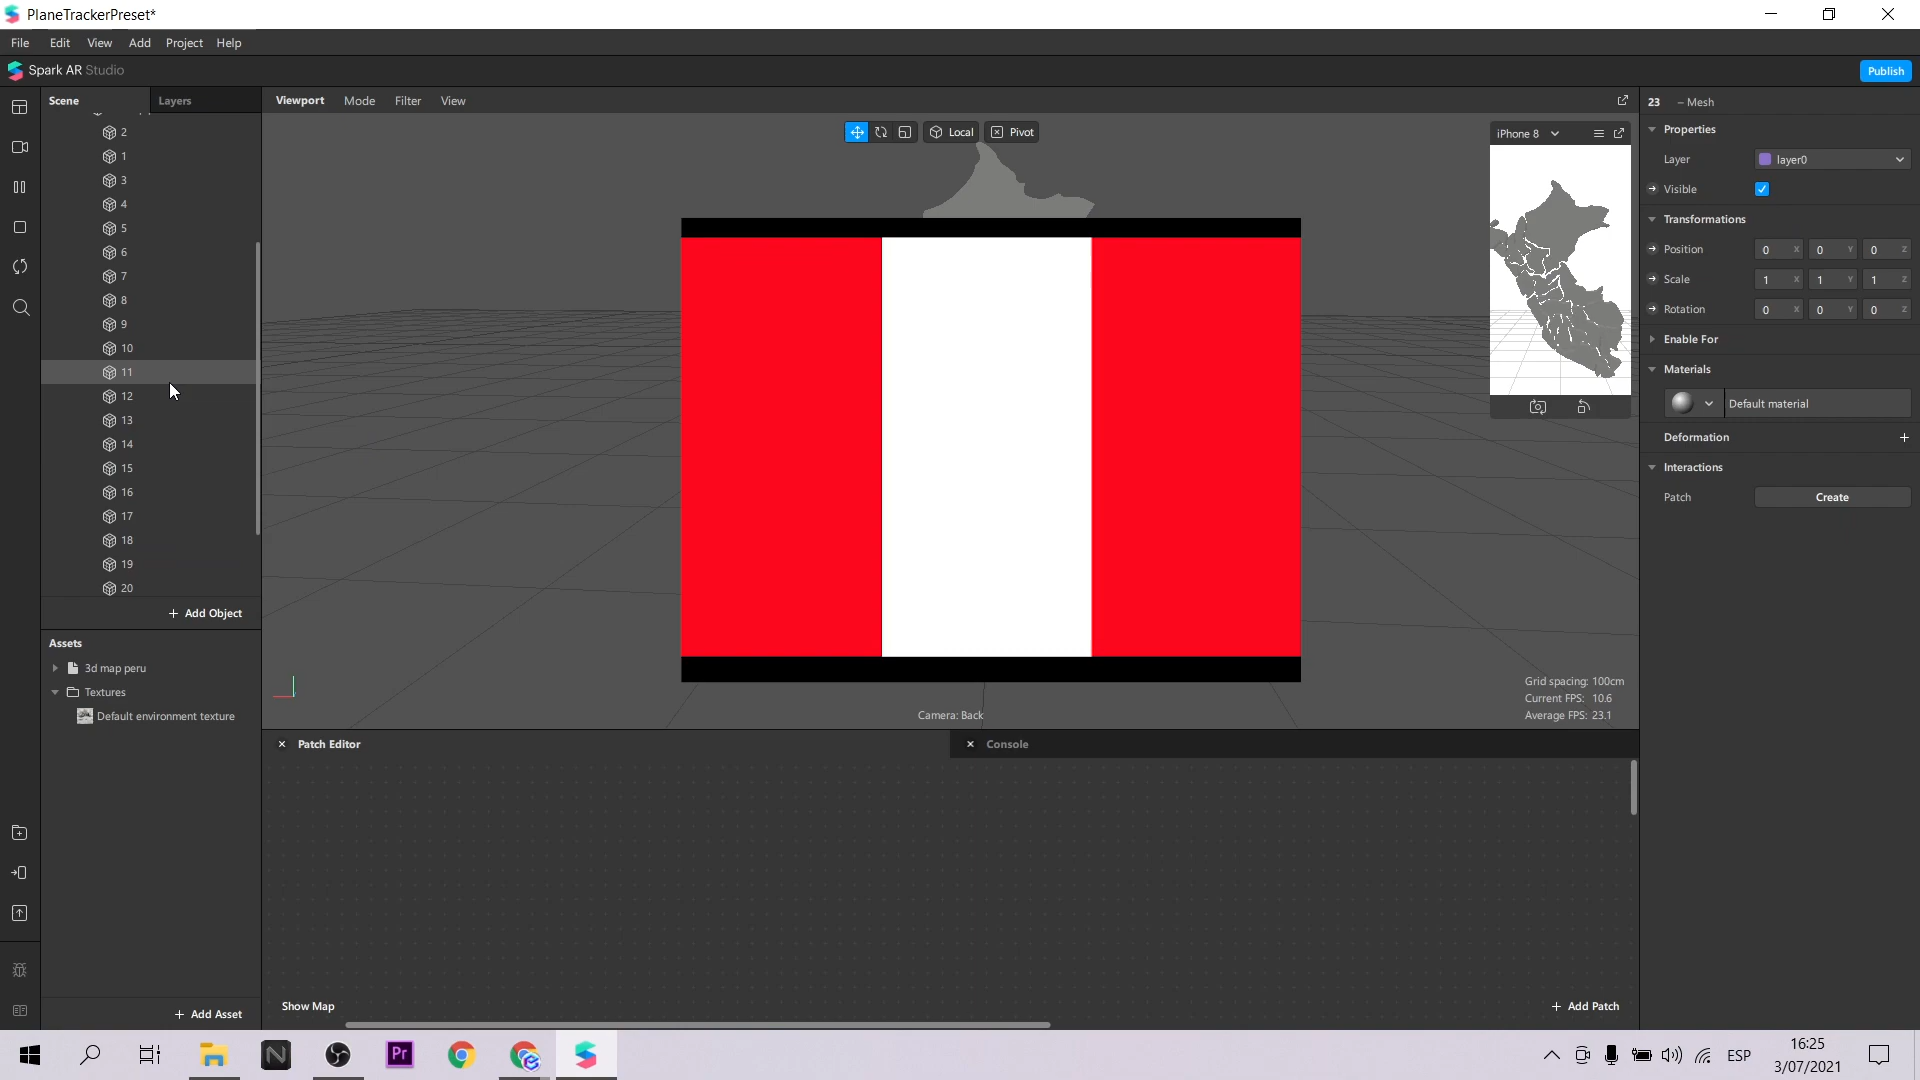 PlaneTrackerPreset*
File Edit View Add Project Help
Spark AR Studio
Publish
Scene Layers
Viewport Mode Filter View
23 – Mesh
Local Pivot
iPhone 8
2
1
3
4
5
6
7
8
9
10
11
12
13
14
15
16
17
18
19
20
+ Add Object
Properties
Layer layer0
Visible
Transformations
Position 0 X 0 Y 0 Z
Scale 1 X 1 Y 1 Z
Rotation 0 X 0 Y 0 Z
Enable For
Materials
Default material
Deformation +
Interactions
Patch Create
Assets
3d map peru
Textures
Default environment texture
Grid spacing: 100cm
Current FPS: 10.6
Average FPS: 23.1
Camera: Back
Patch Editor
Console
Show Map
+ Add Patch
+ Add Asset
N
Pr
ESP
16:25
3/07/2021